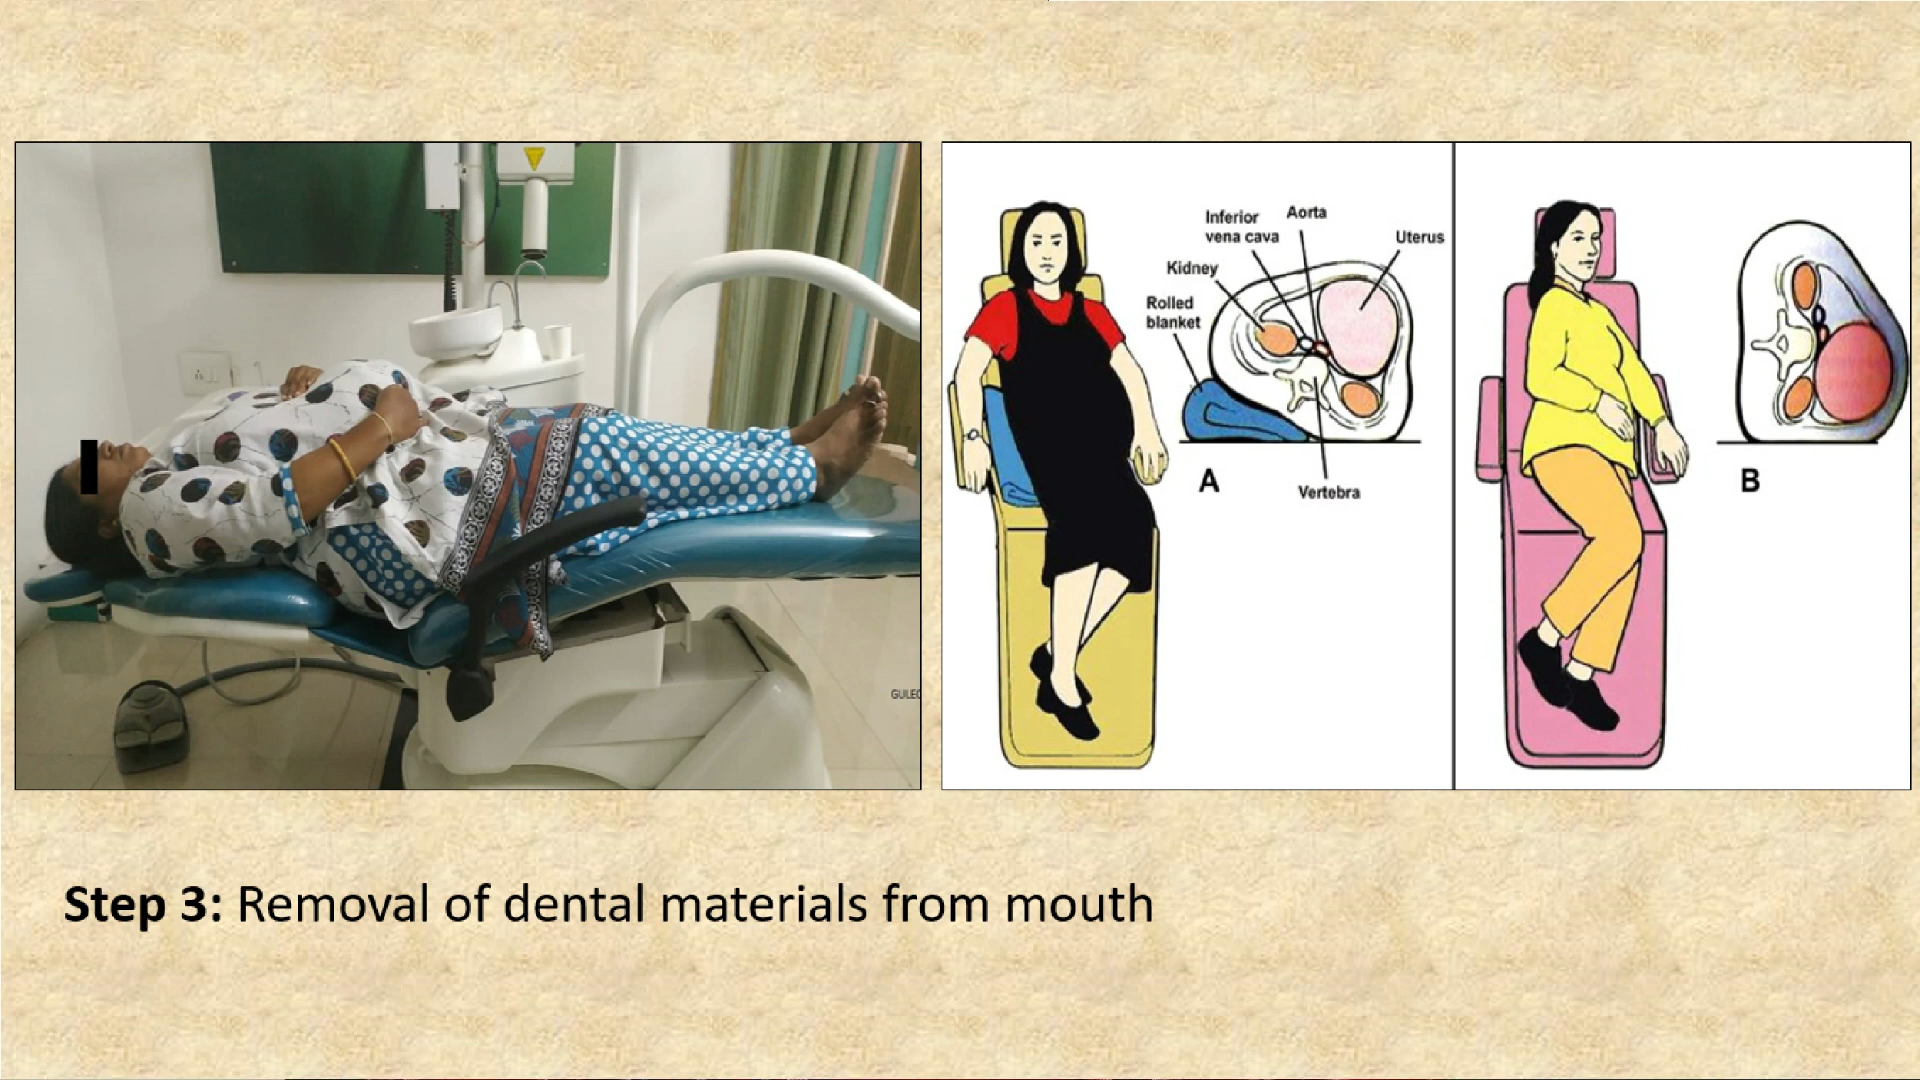 Inferior
vena cava
Aorta
Uterus
Kidney
Rolled
blanket
A
Vertebra
B
Step 3: Removal of dental materials from mouth